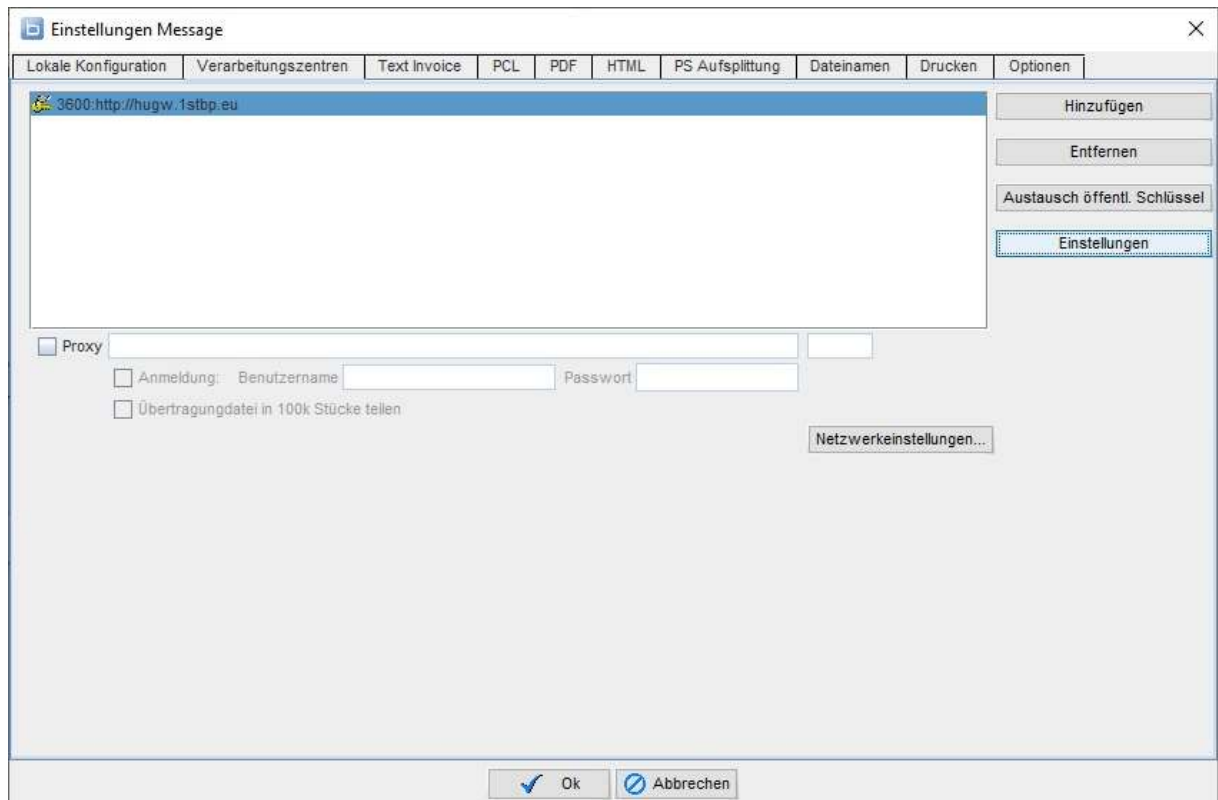 Einstellungen Message
Lokale Konfiguration Verarbeitungszentren Text Invoice PCL PDF HTML PS Aufsplittung Dateinamen Drucken Optionen
3600:http://hugw.1stbp.eu
Hinzufügen
Entfernen
Austausch öffentl. Schlüssel
Einstellungen
Proxy
Anmeldung: Benutzername Passwort
Übertragungdatei in 100k Stücke teilen
Netzwerkeinstellungen...
Ok Abbrechen